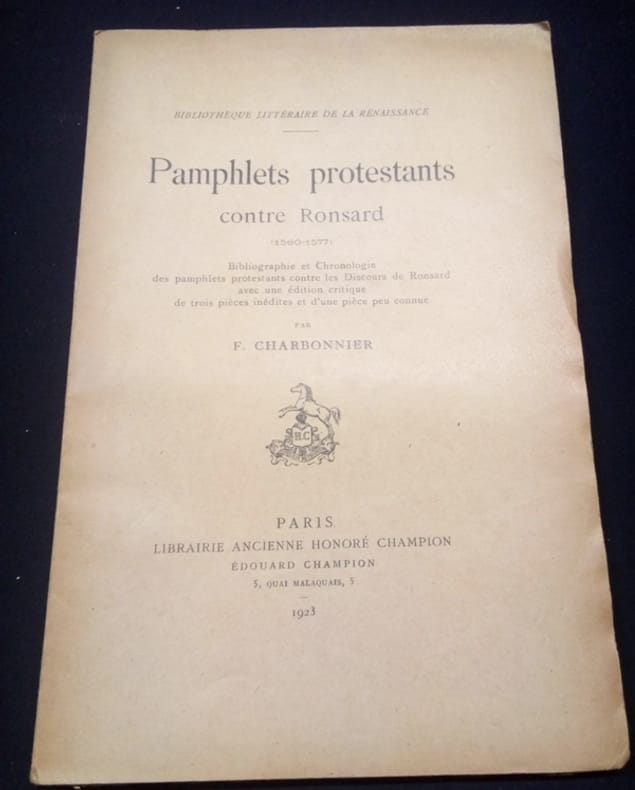 BIBLIOTHÈQUE LITTÉRAIRE DE LA RENAISSANCE
Pamphlets protestants
contre Ronsard
(1560-1577)
Bibliographie et Chronologie
des pamphlets protestants contre les Discours de Ronsard
avec une édition critique
de trois pièces inédites et d'une pièce peu connue
PAR
F. CHARBONNIER
H.C
PARIS
LIBRAIRIE ANCIENNE HONORÉ CHAMPION
ÉDOUARD CHAMPION
5, QUAI MALAQUAIS, 5
1923